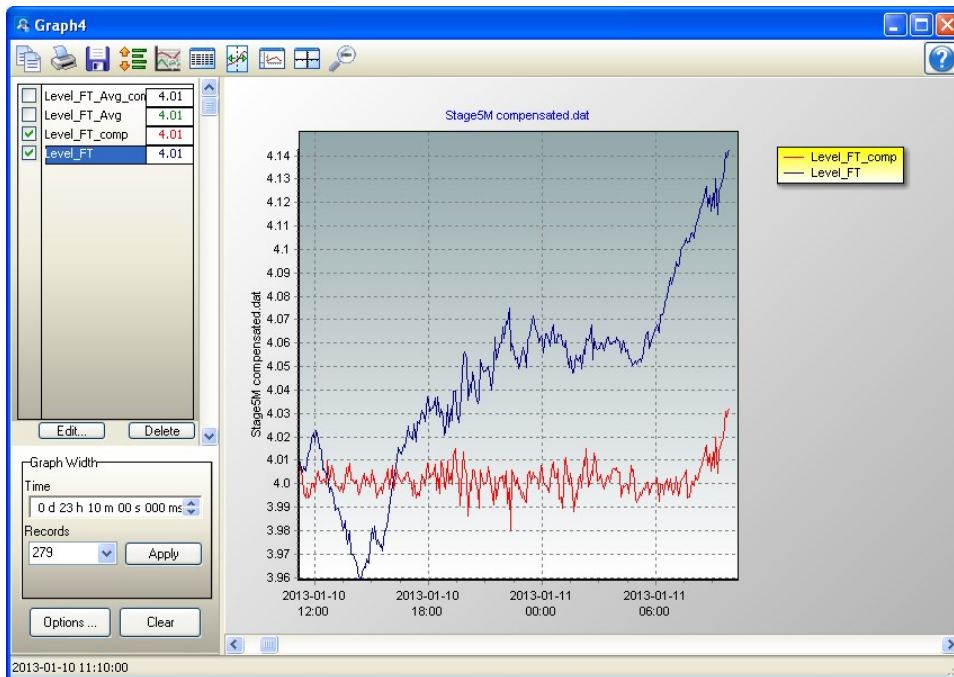 Graph4
Level_FT_Avg_con 4.01
Level_FT_Avg 4.01
Level_FT_comp 4.01
Level_FT 4.01
Edit...
Delete
Graph Width
Time
0 d 23 h 10 m 00 s 000 ms
Records
279
Apply
Options ...
Clear
Stage5M compensated.dat
Stage5M compensated.dat
4.14
4.13
4.12
4.11
4.1
4.09
4.08
4.07
4.06
4.05
4.04
4.03
4.02
4.01
4.0
3.99
3.98
3.97
3.96
2013-01-10 12:00
2013-01-10 18:00
2013-01-11 00:00
2013-01-11 06:00
Level_FT_comp
Level_FT
2013-01-10 11:10:00